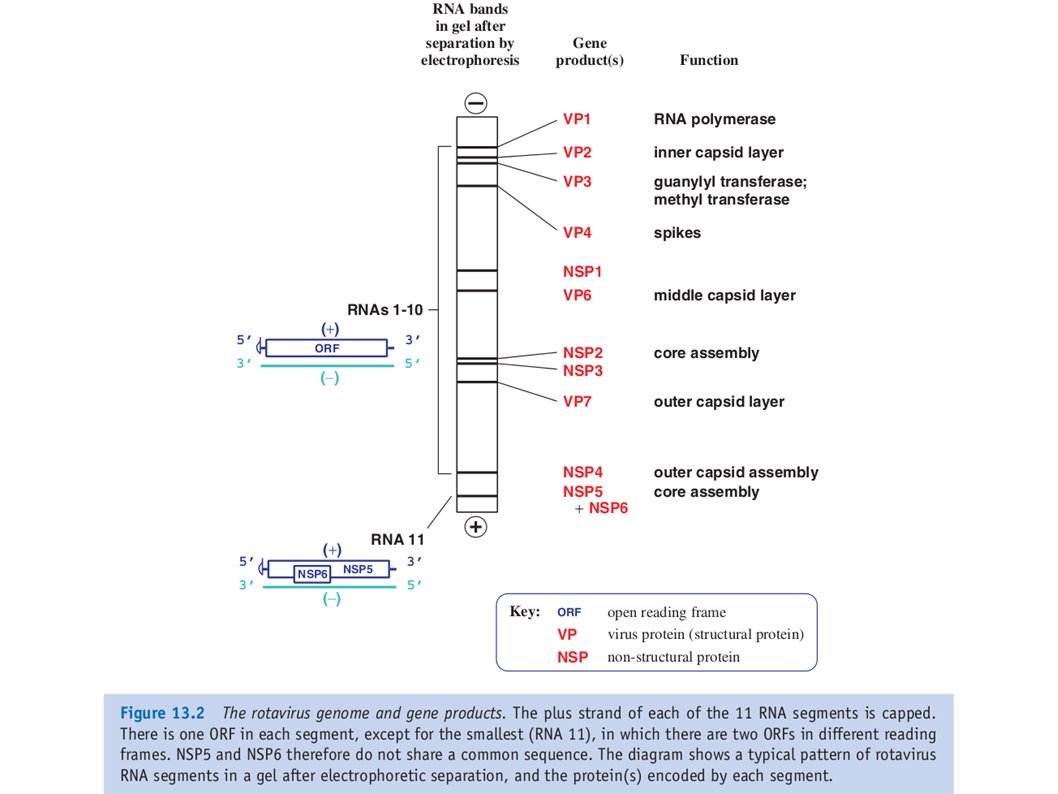 RNA bands
in gel after
separation by
electrophoresis
Gene
product(s)
Function
−
VP1 RNA polymerase
VP2 inner capsid layer
VP3 guanylyl transferase;
methyl transferase
VP4 spikes
NSP1
VP6 middle capsid layer
RNAs 1-10
(+)
5′ ORF 3′
3′ 5′
(−)
NSP2 core assembly
NSP3
VP7 outer capsid layer
NSP4 outer capsid assembly
NSP5 core assembly
+ NSP6
+
RNA 11
(+)
5′ NSP6 NSP5 3′
3′ 5′
(−)
Key: ORF open reading frame
VP virus protein (structural protein)
NSP non-structural protein
Figure 13.2 The rotavirus genome and gene products. The plus strand of each of the 11 RNA segments is capped.
There is one ORF in each segment, except for the smallest (RNA 11), in which there are two ORFs in different reading
frames. NSP5 and NSP6 therefore do not share a common sequence. The diagram shows a typical pattern of rotavirus
RNA segments in a gel after electrophoretic separation, and the protein(s) encoded by each segment.